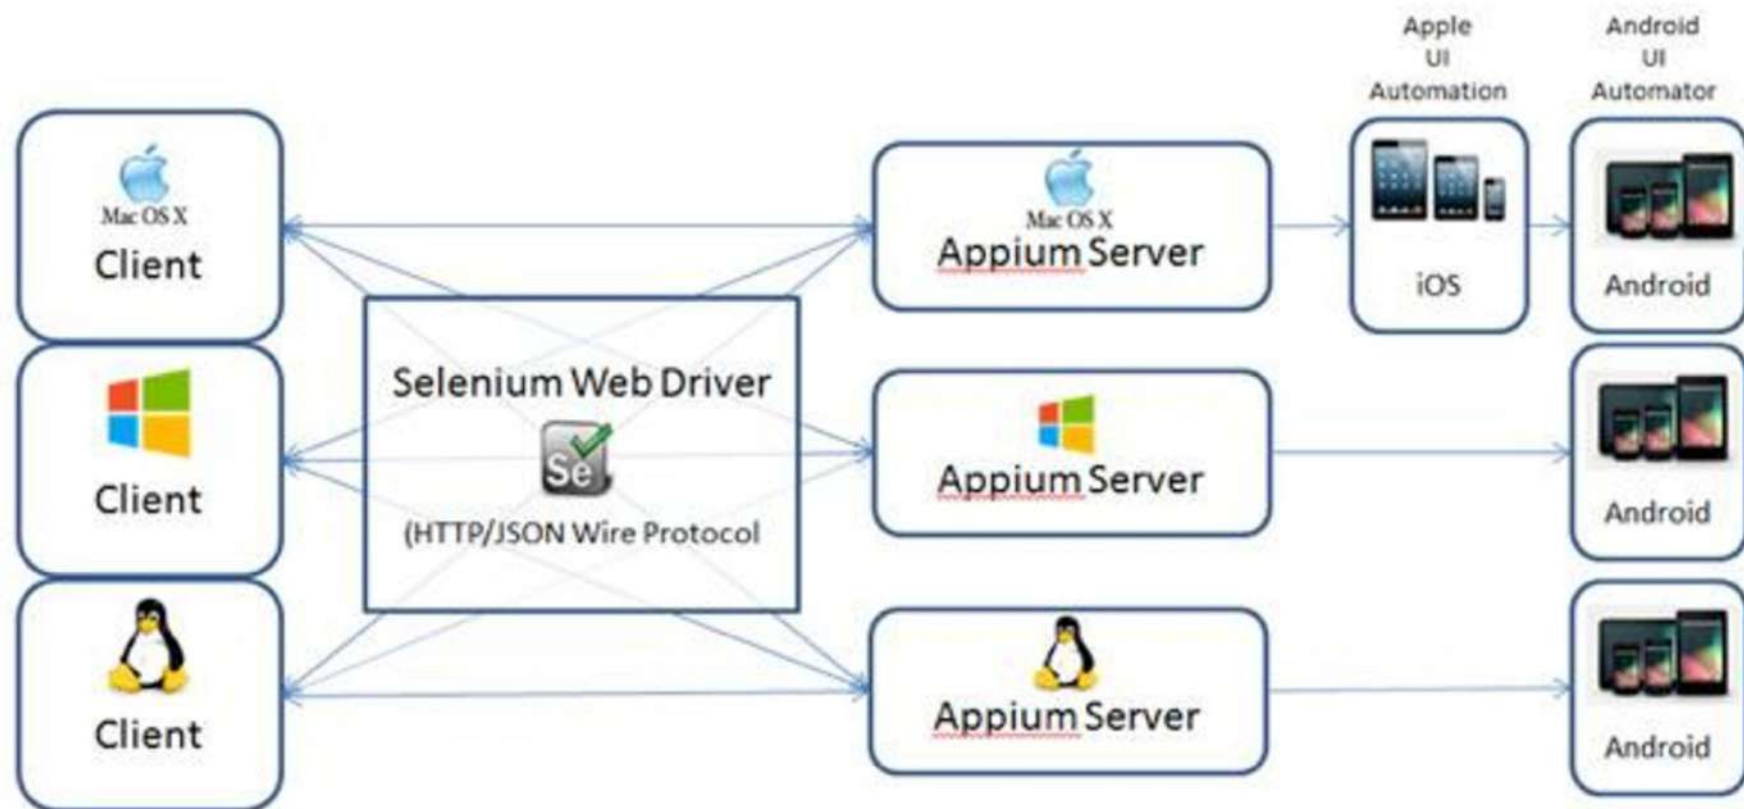 Apple
UI
Automation
Android
UI
Automator
Mac OS X
Client
Mac OS X
Appium Server
iOS
Android
Selenium Web Driver
Se
(HTTP/JSON Wire Protocol
Client
Appium Server
Android
Client
Appium Server
Android